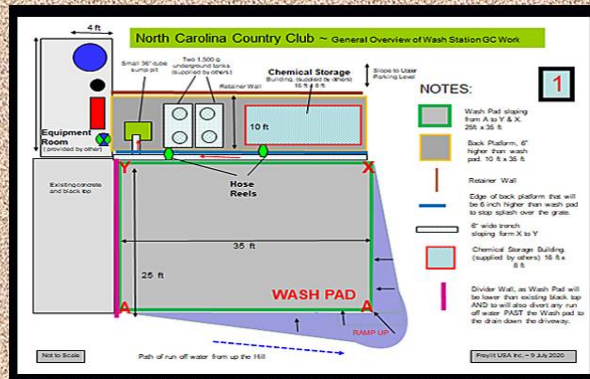 North Carolina Country Club ~ General Overview of Wash Station GC Work
4 ft
Small 36" cube
sump pit
Two 1,500 g
underground tanks
(supplied by others)
Chemical Storage
Building. (supplied by others)
16 ft x 8 ft
Retainer Wall
Slope to Upper
Parking Level
1
10 ft
Equipment
Room
(provided by other)
Existing concrete
and black top
Y
X
Hose
Reels
35 ft
25 ft
WASH PAD
A
A
RAMP UP
Path of run off water from up the Hill
Not to Scale
NOTES:
Wash Pad sloping
from A to Y & X,
25ft x 35 ft
Back Platform, 6"
higher than wash
pad. 10 ft x 35 ft
Retainer Wall
Edge of back platform that will
be 6 inch higher than wash pad
to stop splash over the grate.
6" wide trench
sloping form X to Y
Chemical Storage Building.
(supplied by others) 16 ft x
8 ft
Divider Wall, as Wash Pad will
be lower than existing black top
AND to will also divert any run
off water PAST the Wash pad to
the drain down the driveway.
USA Inc. ~ 9 July 2020